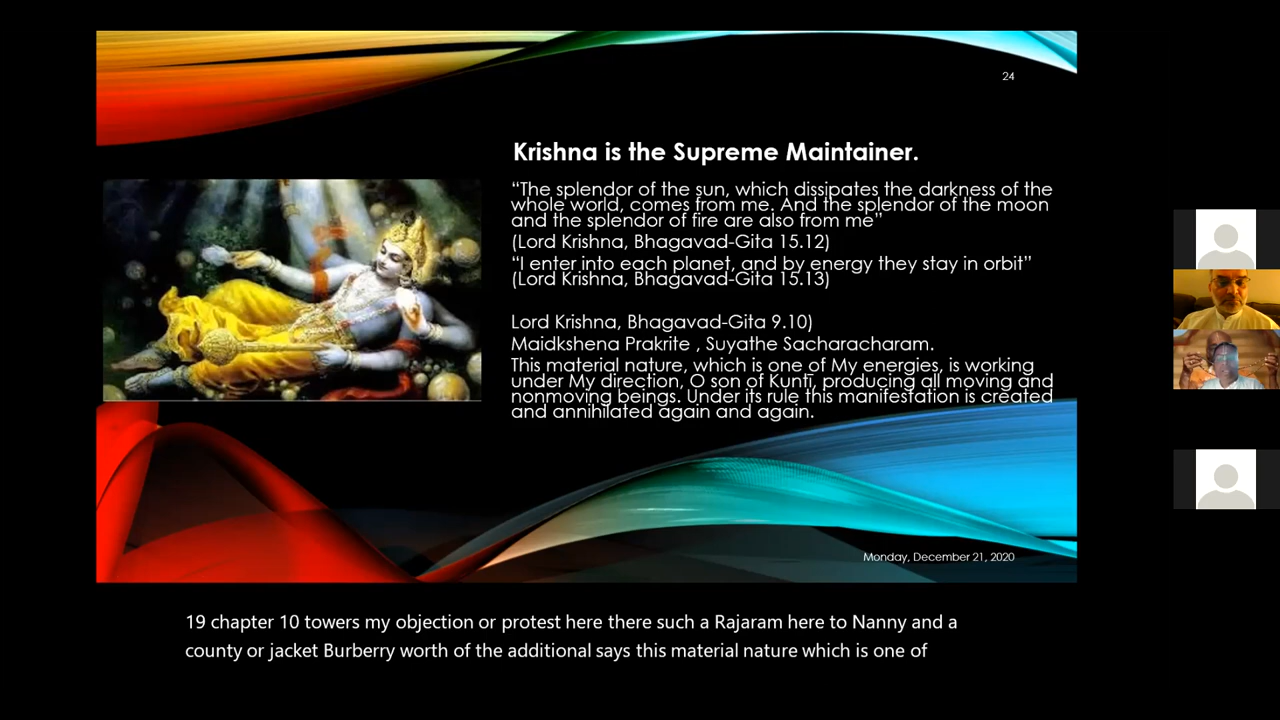 24
Krishna is the Supreme Maintainer.
“The splendor of the sun, which dissipates the darkness of the
whole world, comes from me. And the splendor of the moon
and the splendor of fire are also from me”
(Lord Krishna, Bhagavad-Gita 15.12)
“I enter into each planet, and by energy they stay in orbit”
(Lord Krishna, Bhagavad-Gita 15.13)
Lord Krishna, Bhagavad-Gita 9.10)
Maidkshena Prakrite , Suyathe Sacharacharam.
This material nature, which is one of My energies, is working
under My direction, O son of Kunti, producing all moving and
nonmoving beings. Under its rule this manifestation is created
and annihilated again and again.
Monday, December 21, 2020
19 chapter 10 towers my objection or protest here there such a Rajaram here to Nanny and a
county or jacket Burberry worth of the additional says this material nature which is one of